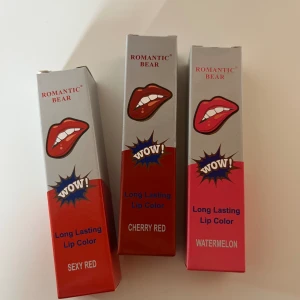 ROMANTIC
BEAR
WOW!
Long Lasting
Lip Color
SEXY RED
ROMANTIC
BEAR
WOW!
Long Lasting
Lip Color
CHERRY RED
ROMANTIC
BEAR
WOW!
Long Lasting
Lip Color
WATERMELON